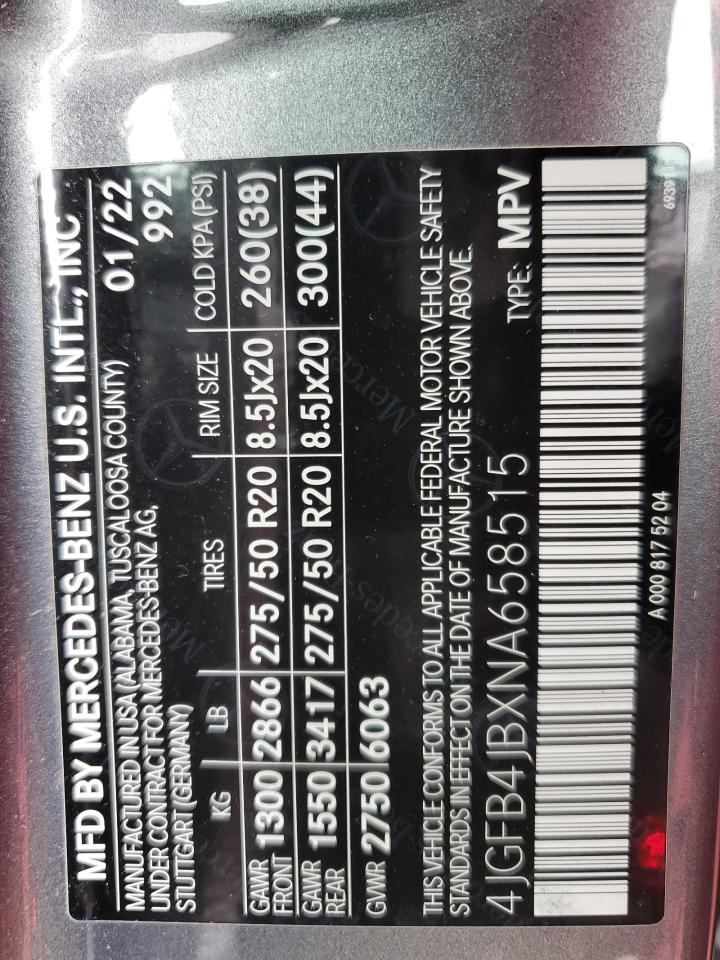 MFD BY MERCEDES-BENZ U.S. INTL., INC
MANUFACTURED IN USA (ALABAMA, TUSCALOOSA COUNTY) 01/22
UNDER CONTRACT FOR MERCEDES-BENZ AG, 992
STUTTGART (GERMANY)
KG LB TIRES RIM SIZE COLD KPA (PSI)
GAWR FRONT 1300 2866 275/50 R20 8.5Jx20 260(38)
GAWR REAR 1550 3417 275/50 R20 8.5Jx20 300(44)
GVWR 2750 6063
THIS VEHICLE CONFORMS TO ALL APPLICABLE FEDERAL MOTOR VEHICLE SAFETY
STANDARDS IN EFFECT ON THE DATE OF MANUFACTURE SHOWN ABOVE.
4JGFB4JBXNA658515 TYPE: MPV
A 000 817 52 04